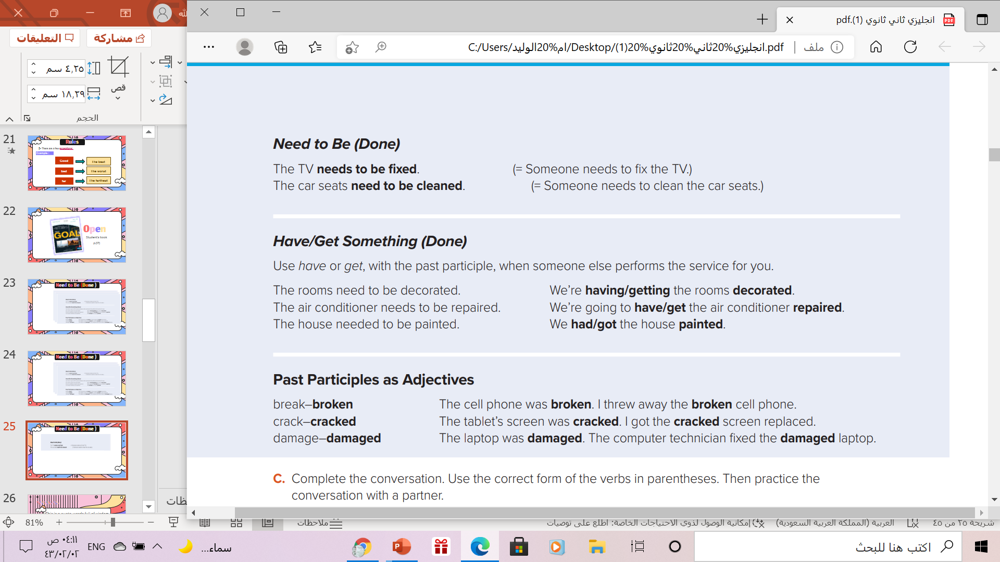 انجليزي ثاني ثانوي (1).pdf
C:/Users/ام%20الوليد/Desktop/انجليزي%20ثاني%20ثانوي%20(1).pdf
ملف
التعليقات
مشاركة
٤,٢٥ سم
١٨,٢٩ سم
قص
الحجم
21
Rules
5- There are a few exceptions:
Example :
Good
The best
bad
The worst
far
The farthest
22
GOAL
Open
Student's book
p.(17)
23
Need to Be (Done )
24
Need to Be (Done )
25
Need to Be (Done )
26
Need to Be (Done)
The TV needs to be fixed. (= Someone needs to fix the TV.)
The car seats need to be cleaned. (= Someone needs to clean the car seats.)
Have/Get Something (Done)
Use have or get, with the past participle, when someone else performs the service for you.
The rooms need to be decorated. We're having/getting the rooms decorated.
The air conditioner needs to be repaired. We're going to have/get the air conditioner repaired.
The house needed to be painted. We had/got the house painted.
Past Participles as Adjectives
break–broken The cell phone was broken. I threw away the broken cell phone.
crack–cracked The tablet's screen was cracked. I got the cracked screen replaced.
damage–damaged The laptop was damaged. The computer technician fixed the damaged laptop.
C. Complete the conversation. Use the correct form of the verbs in parentheses. Then practice the
conversation with a partner.
شريحة ٢٥ من ٤٥
العربية (المملكة العربية السعودية)
إمكانية الوصول لذوي الاحتياجات الخاصة: اطلع على توصيات
ملاحظات
81%
اكتب هنا للبحث
سماء...
ENG
٠٤:١١ ص
٤٣/٠٢/٠٢